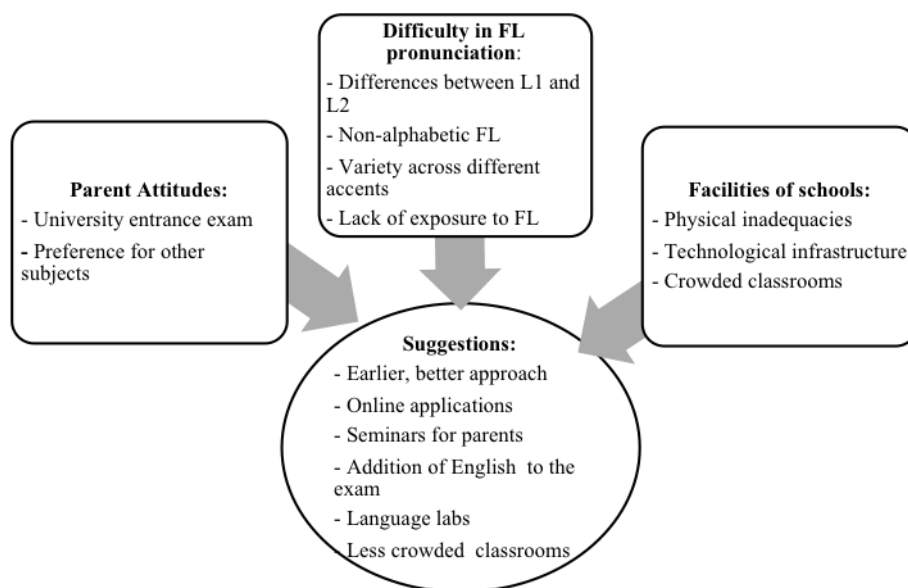 Difficulty in FL
pronunciation:
- Differences between L1 and
L2
- Non-alphabetic FL
- Variety across different
accents
- Lack of exposure to FL
Parent Attitudes:
- University entrance exam
- Preference for other
subjects
Facilities of schools:
- Physical inadequacies
- Technological infrastructure
- Crowded classrooms
Suggestions:
- Earlier, better approach
- Online applications
- Seminars for parents
- Addition of English to the
exam
- Language labs
- Less crowded classrooms